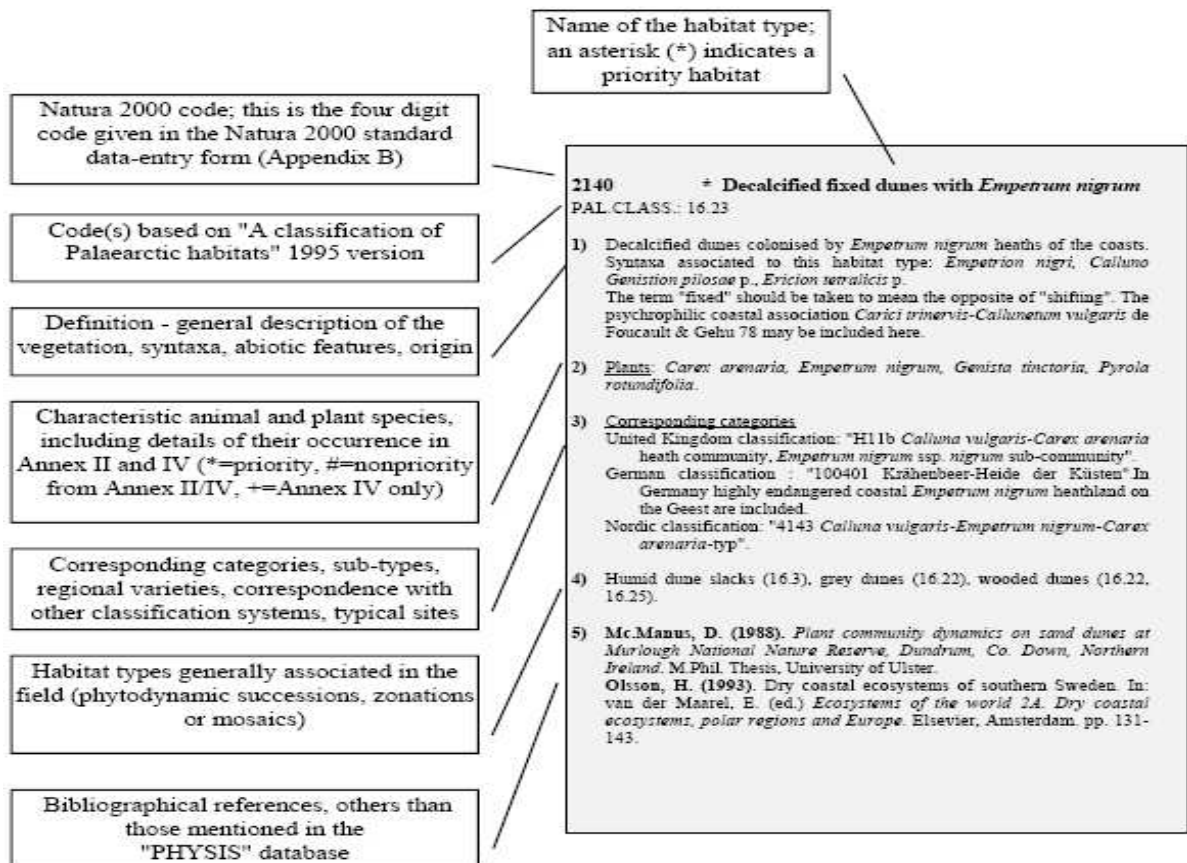 Name of the habitat type;
an asterisk (*) indicates a
priority habitat
Natura 2000 code; this is the four digit
code given in the Natura 2000 standard
data-entry form (Appendix B)
Code(s) based on "A classification of
Palaearctic habitats" 1995 version
Definition - general description of the
vegetation, syntaxa, abiotic features, origin
Characteristic animal and plant species,
including details of their occurrence in
Annex II and IV (*=priority, #=nonpriority
from Annex II/IV, +=Annex IV only)
Corresponding categories, sub-types,
regional varieties, correspondence with
other classification systems, typical sites
Habitat types generally associated in the
field (phytodynamic successions, zonations
or mosaics)
Bibliographical references, others than
those mentioned in the
"PHYSIS" database
2140 * Decalcified fixed dunes with Empetrum nigrum
PAL.CLASS.: 16.23
1) Decalcified dunes colonised by Empetrum nigrum heaths of the coasts.
Syntaxa associated to this habitat type: Empetrion nigri, Calluno
Genistion pilosae p., Ericion tetralicis p.
The term "fixed" should be taken to mean the opposite of "shifting". The
psychrophilic coastal association Carici trinervis-Callunetum vulgaris de
Foucault & Gehu 78 may be included here.
2) Plants: Carex arenaria, Empetrum nigrum, Genista tinctoria, Pyrola
rotundifolia.
3) Corresponding categories
United Kingdom classification: "H11b Calluna vulgaris-Carex arenaria
heath community, Empetrum nigrum ssp. nigrum sub-community".
German classification : "100401 Krähenbeer-Heide der Küsten".In
Germany highly endangered coastal Empetrum nigrum heathland on
the Geest are included.
Nordic classification: "4143 Calluna vulgaris-Empetrum nigrum-Carex
arenaria-typ".
4) Humid dune slacks (16.3), grey dunes (16.22), wooded dunes (16.22,
16.25).
5) Mc.Manus, D. (1988). Plant community dynamics on sand dunes at
Murlough National Nature Reserve, Dundrum, Co. Down, Northern
Ireland. M.Phil. Thesis, University of Ulster.
Olsson, H. (1993). Dry coastal ecosystems of southern Sweden. In:
van der Maarel, E. (ed.) Ecosystems of the world 2A. Dry coastal
ecosystems, polar regions and Europe. Elsevier, Amsterdam. pp. 131-
143.